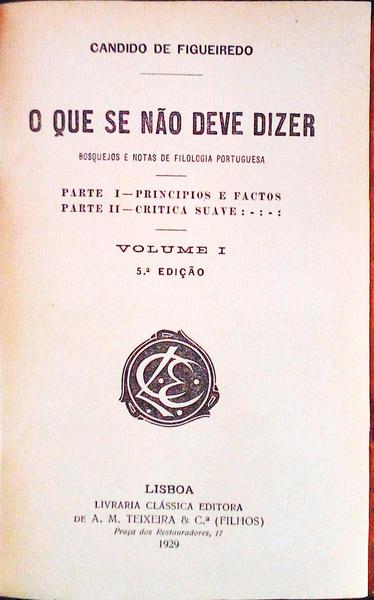 CANDIDO DE FIGUEIREDO
O QUE SE NÃO DEVE DIZER
BOSQUEJOS E NOTAS DE FILOLOGIA PORTUGUESA
PARTE I—PRINCIPIOS E FACTOS
PARTE II—CRITICA SUAVE : - : - :
VOLUME I
5.ª EDIÇÃO
LCE
LISBOA
LIVRARIA CLÁSSICA EDITORA
DE A. M. TEIXEIRA & C.ª (FILHOS)
Praça dos Restauradores, 17
1929